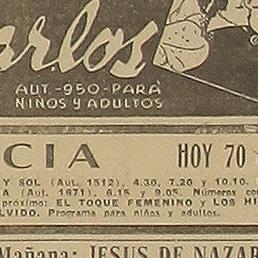 arlos
AUT.-950-PARA
NIÑOS Y ADULTOS
CIA HOY 70
Y SOL (Aut. 1512), 4.30, 7.20 y 10.10.
A (Aut. 1671), 6.15 y 9.05. Números co
próximo: EL TOQUE FEMENINO y LOS HI
LVIDO. Programa para niños y adultos.
Mañana: JESUS DE NAZAR